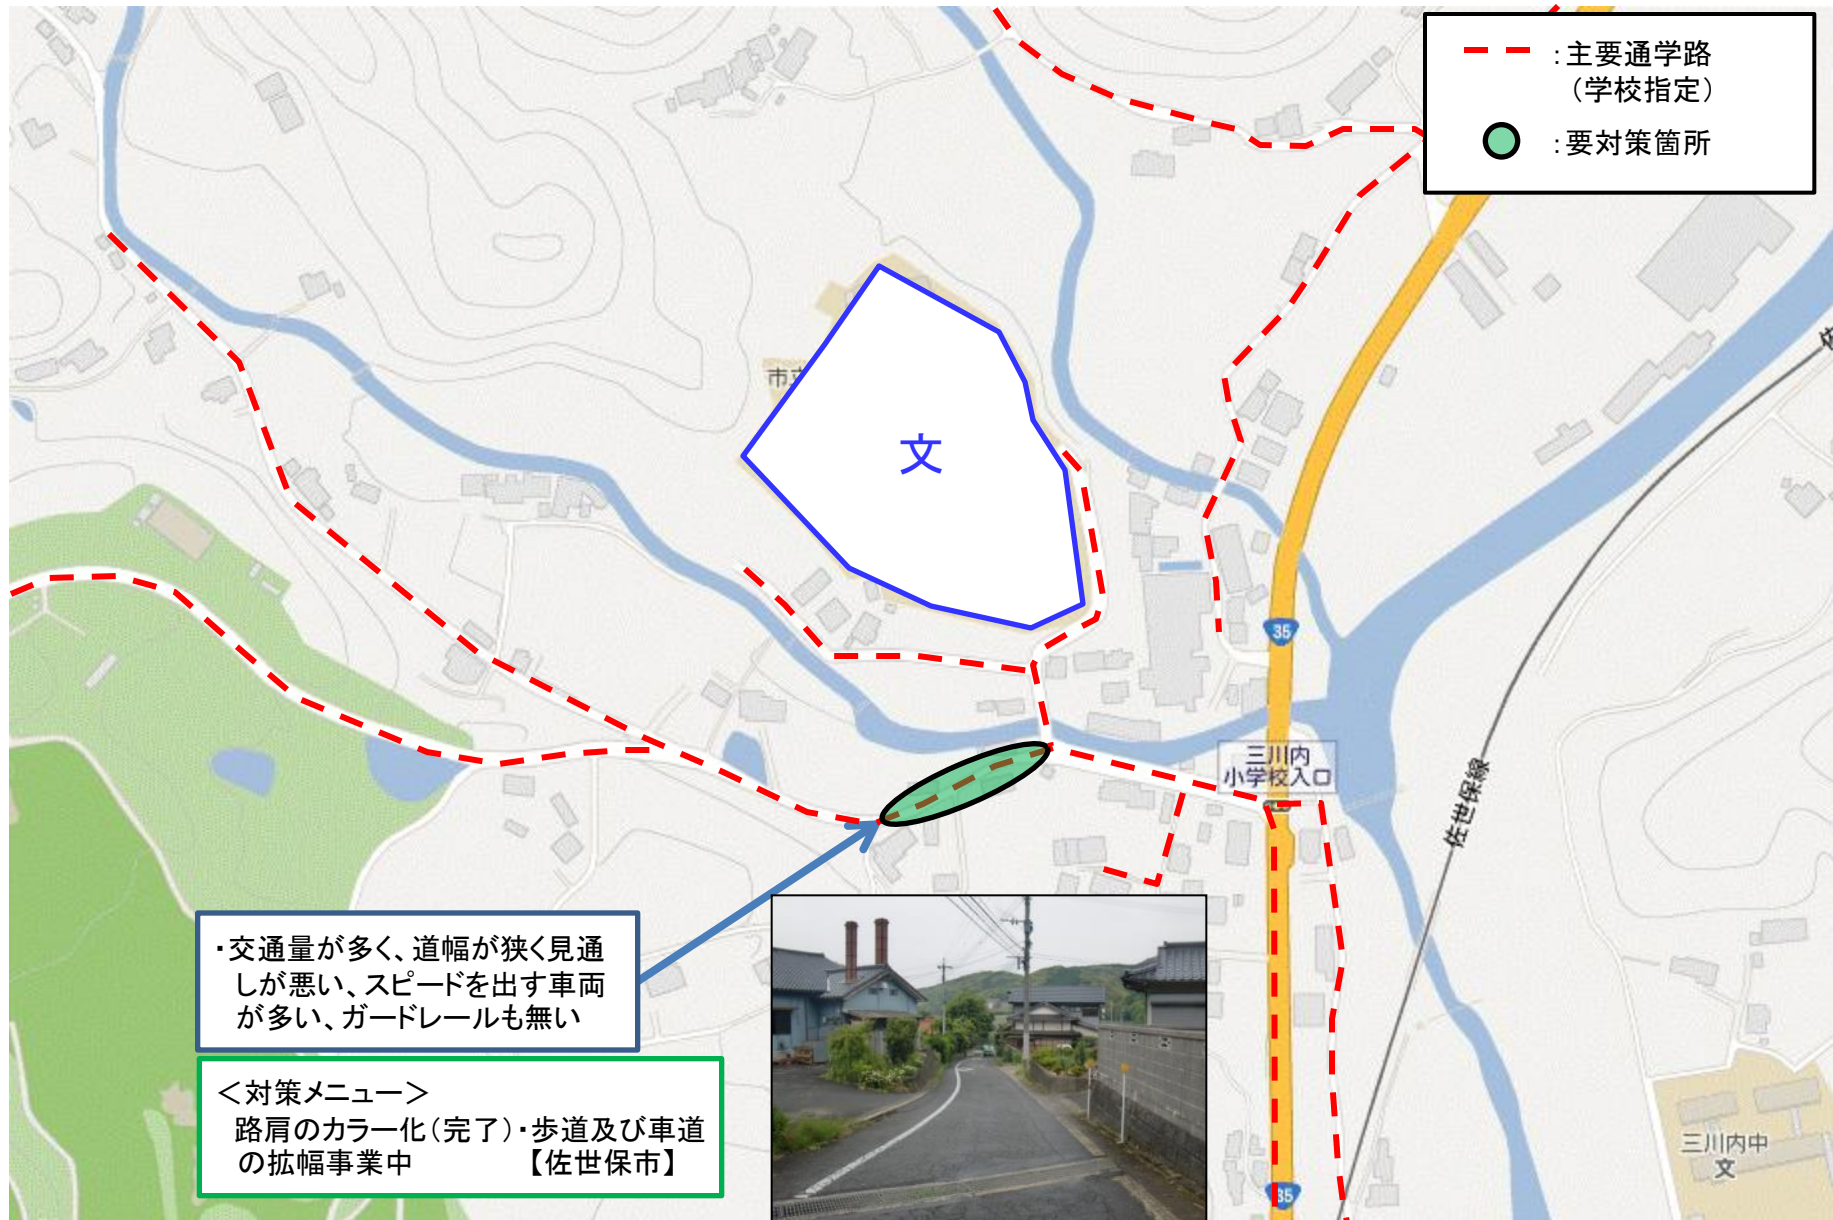 ：主要通学路
（学校指定）
：要対策箇所
市立
文
35
三川内
小学校入口
佐世保線
・交通量が多く、道幅が狭く見通
しが悪い、スピードを出す車両
が多い、ガードレールも無い
＜対策メニュー＞
路肩のカラー化（完了）・歩道及び車道
の拡幅事業中　【佐世保市】
三川内中
文
35